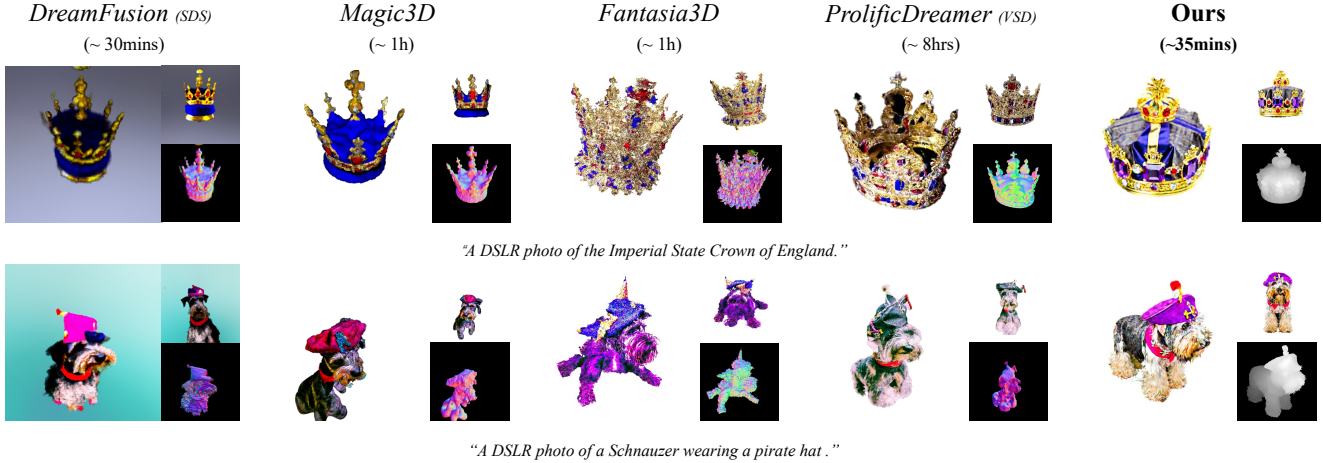 DreamFusion (SDS) Magic3D Fantasia3D ProlificDreamer (VSD) Ours
(~ 30mins) (~ 1h) (~ 1h) (~ 8hrs) (~35mins)
“A DSLR photo of the Imperial State Crown of England.”
“A DSLR photo of a Schnauzer wearing a pirate hat .”